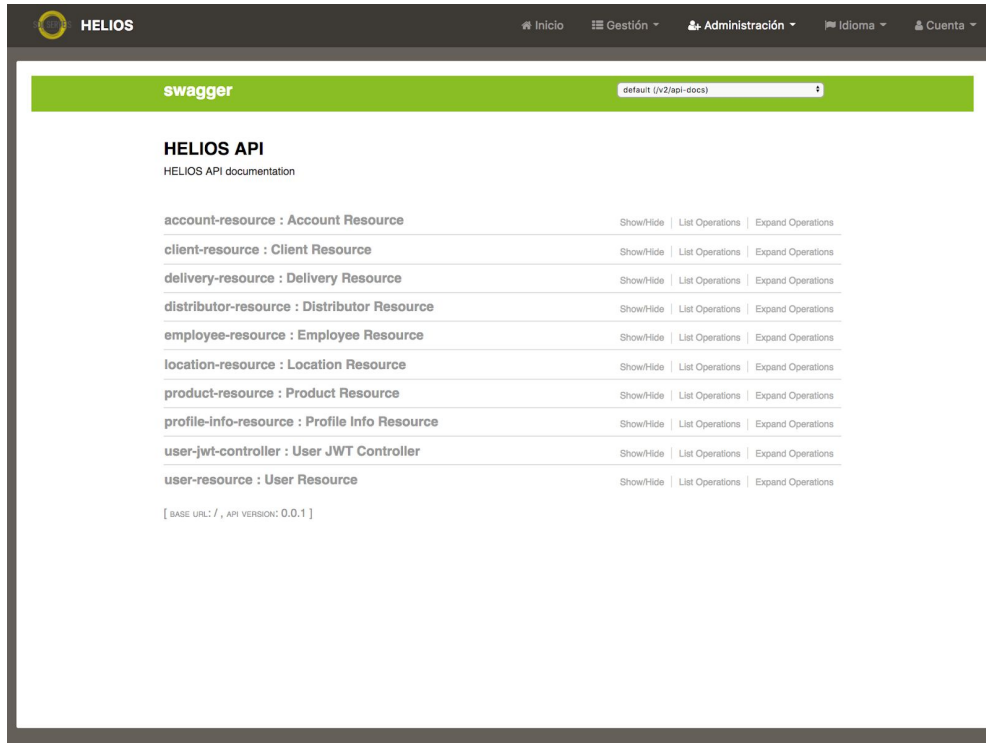 HELIOS
Inicio
Gestión
Administración
Idioma
Cuenta
swagger
default (/v2/api-docs)
HELIOS API
HELIOS API documentation
account-resource : Account Resource Show/Hide List Operations Expand Operations
client-resource : Client Resource Show/Hide List Operations Expand Operations
delivery-resource : Delivery Resource Show/Hide List Operations Expand Operations
distributor-resource : Distributor Resource Show/Hide List Operations Expand Operations
employee-resource : Employee Resource Show/Hide List Operations Expand Operations
location-resource : Location Resource Show/Hide List Operations Expand Operations
product-resource : Product Resource Show/Hide List Operations Expand Operations
profile-info-resource : Profile Info Resource Show/Hide List Operations Expand Operations
user-jwt-controller : User JWT Controller Show/Hide List Operations Expand Operations
user-resource : User Resource Show/Hide List Operations Expand Operations
[ BASE URL: / , API VERSION: 0.0.1 ]